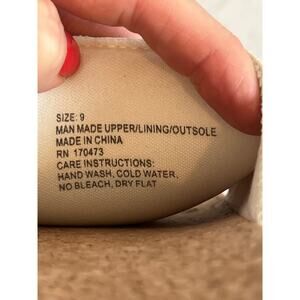 SIZE: 9
MAN MADE UPPER/LINING/OUTSOLE
MADE IN CHINA
RN 170473
CARE INSTRUCTIONS:
HAND WASH, COLD WATER,
NO BLEACH, DRY FLAT